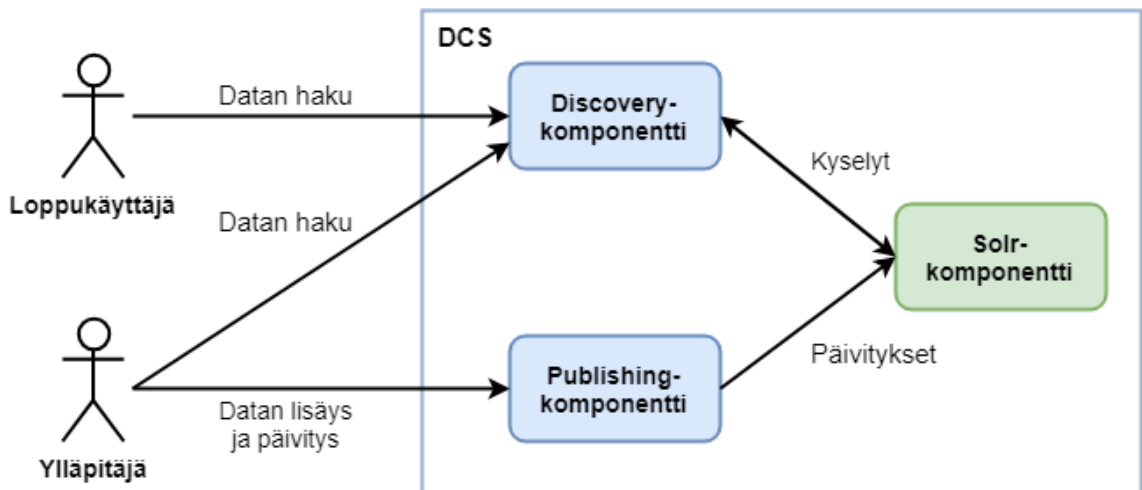 DCS
Datan haku
Discovery-
komponentti
Loppukäyttäjä
Kyselyt
Datan haku
Solr-
komponentti
Päivitykset
Publishing-
komponentti
Datan lisäys
ja päivitys
Ylläpitäjä